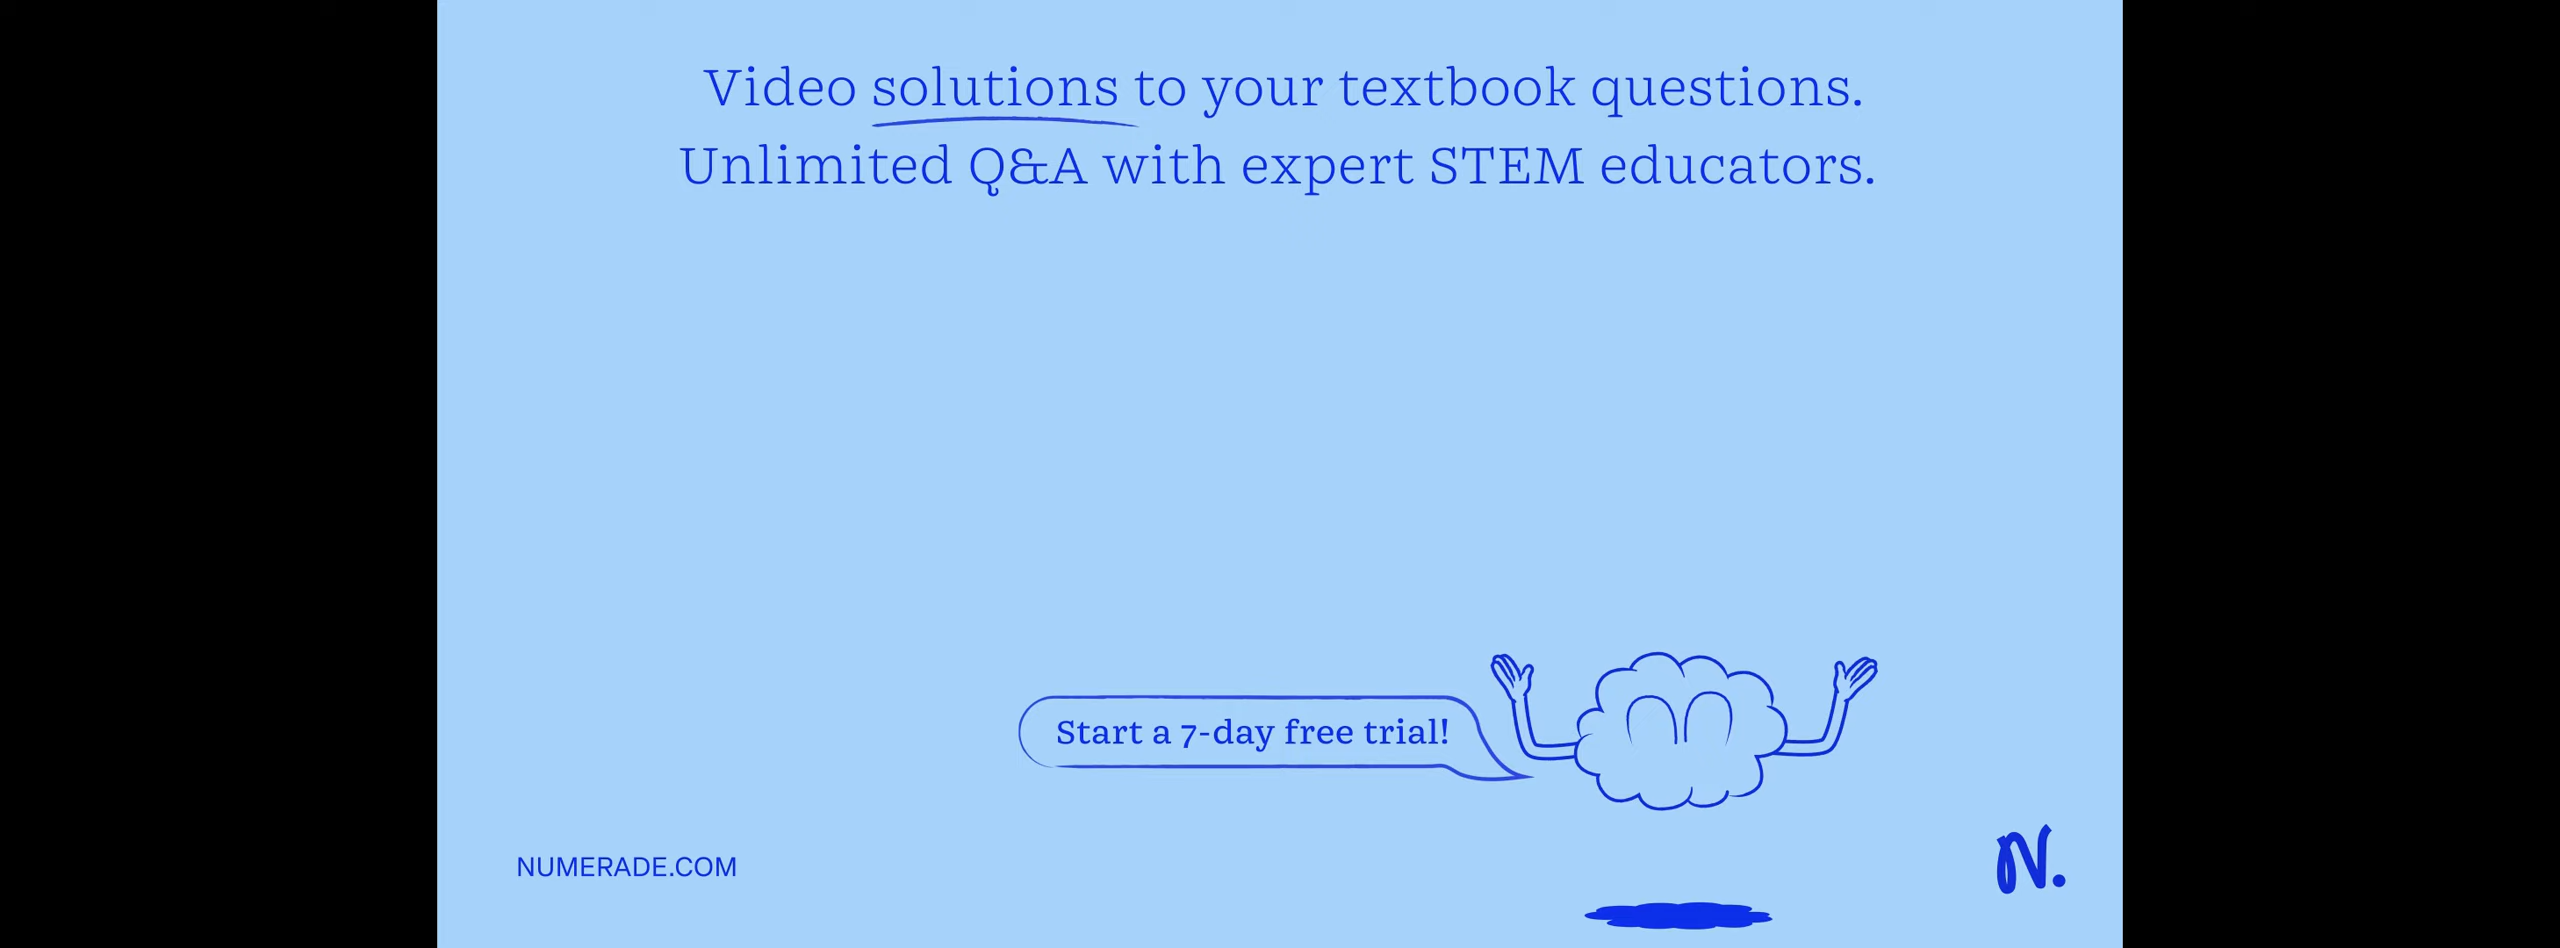 Video solutions to your textbook questions.
Unlimited Q&A with expert STEM educators.
Start a 7-day free trial!
NUMERADE.COM
N.